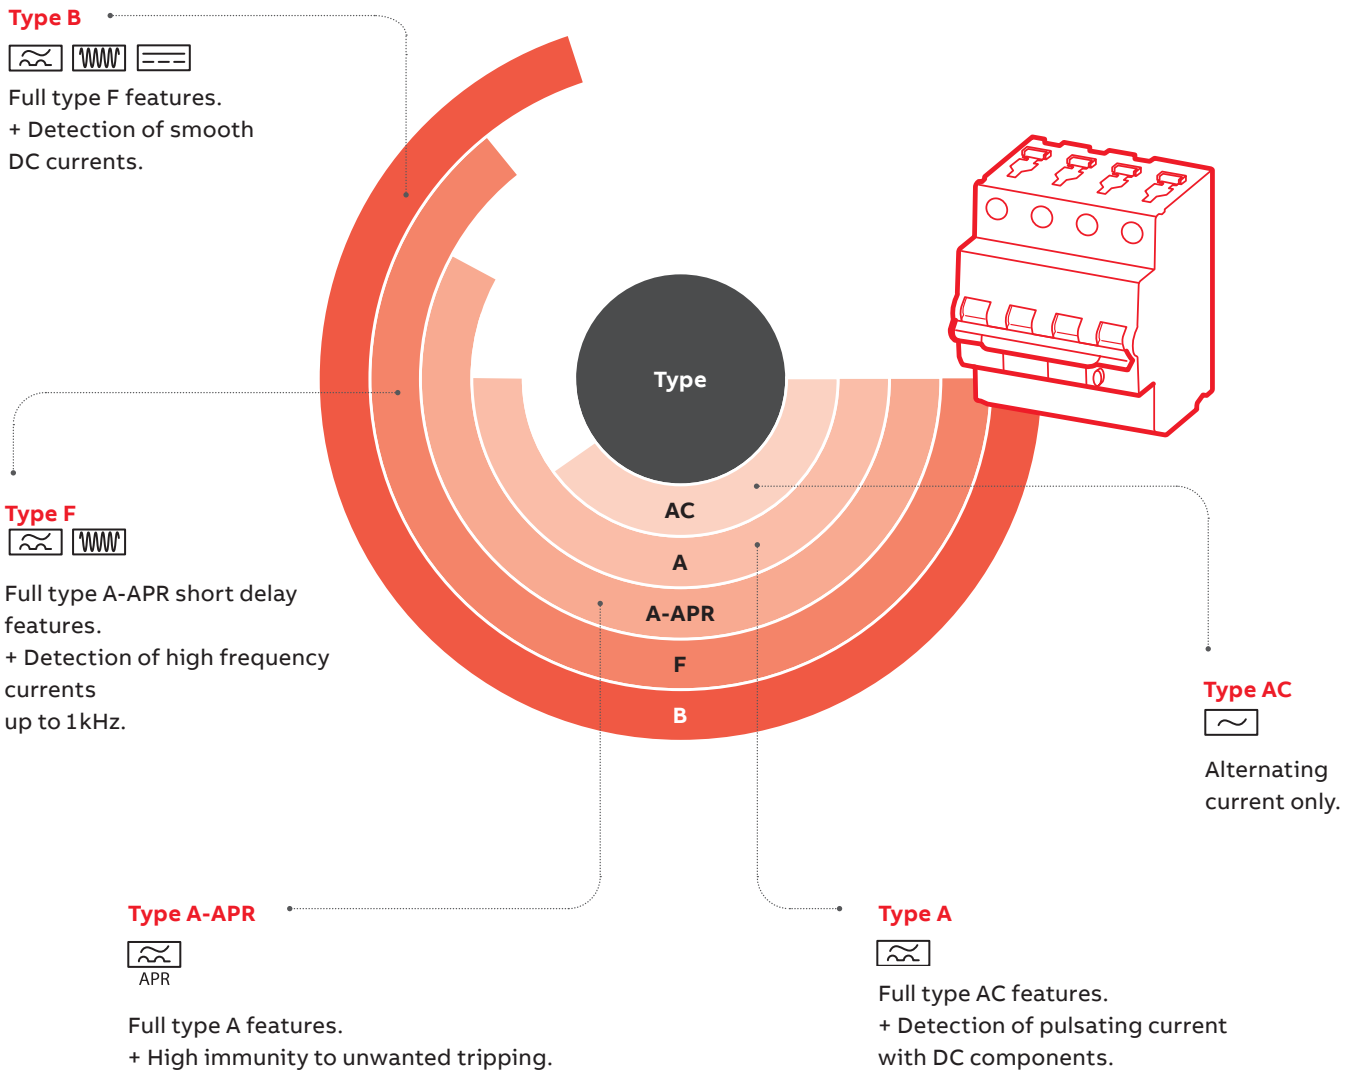 Type B
Full type F features.
+ Detection of smooth
DC currents.
Type
AC
A
A-APR
F
B
Type F
Full type A-APR short delay
features.
+ Detection of high frequency
currents
up to 1kHz.
Type AC
Alternating
current only.
Type A-APR
APR
Full type A features.
+ High immunity to unwanted tripping.
Type A
Full type AC features.
+ Detection of pulsating current
with DC components.